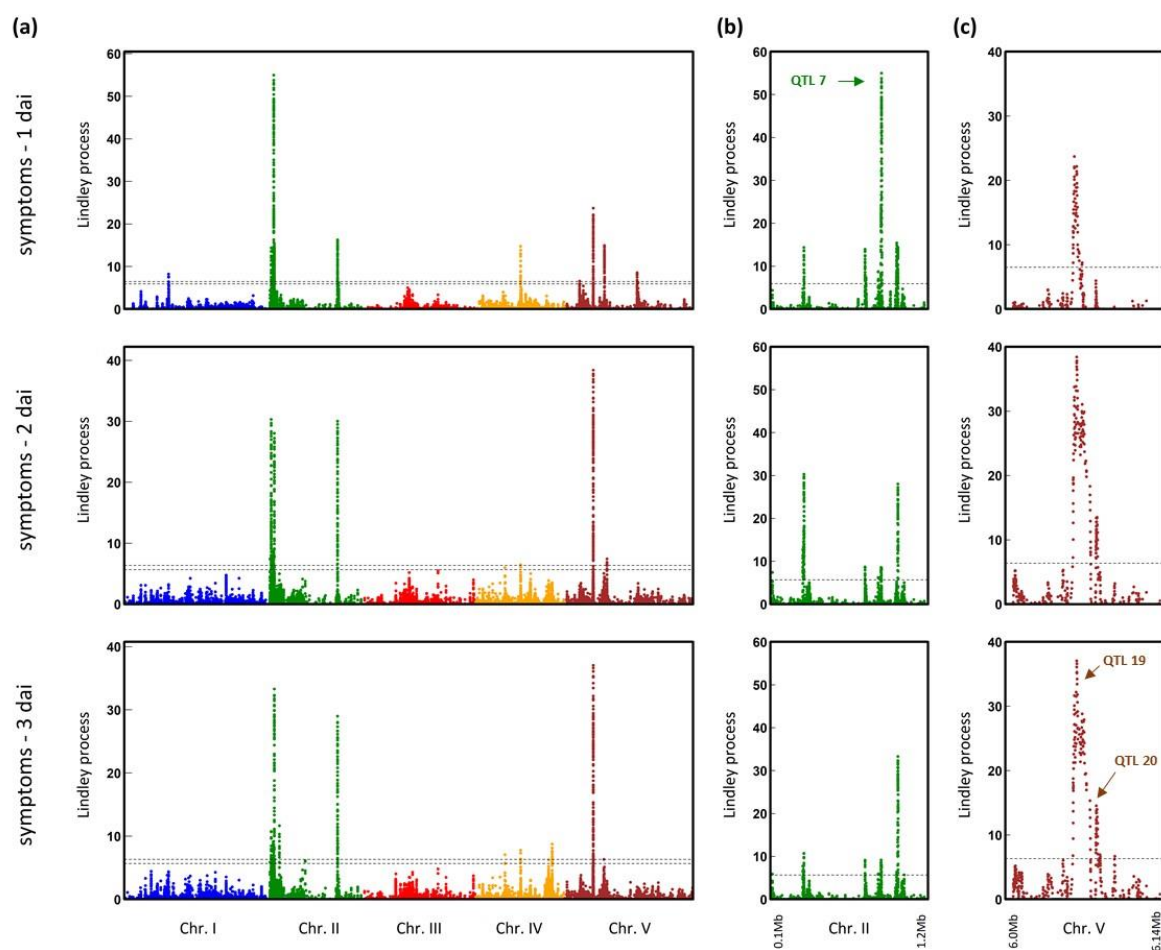 (a)
(b)
(c)
symptoms - 1 dai
Lindley process
60
50
40
30
20
10
0
Lindley process
60
50
40
30
20
10
0
QTL 7
Lindley process
40
30
20
10
0
symptoms - 2 dai
Lindley process
40
30
20
10
0
Lindley process
60
50
40
30
20
10
0
Lindley process
40
30
20
10
0
symptoms - 3 dai
Lindley process
40
30
20
10
0
Lindley process
60
50
40
30
20
10
0
Lindley process
40
30
20
10
0
QTL 19
QTL 20
Chr. I
Chr. II
Chr. III
Chr. IV
Chr. V
0.1Mb
Chr. II
1.2Mb
6.0Mb
Chr. V
6.14Mb